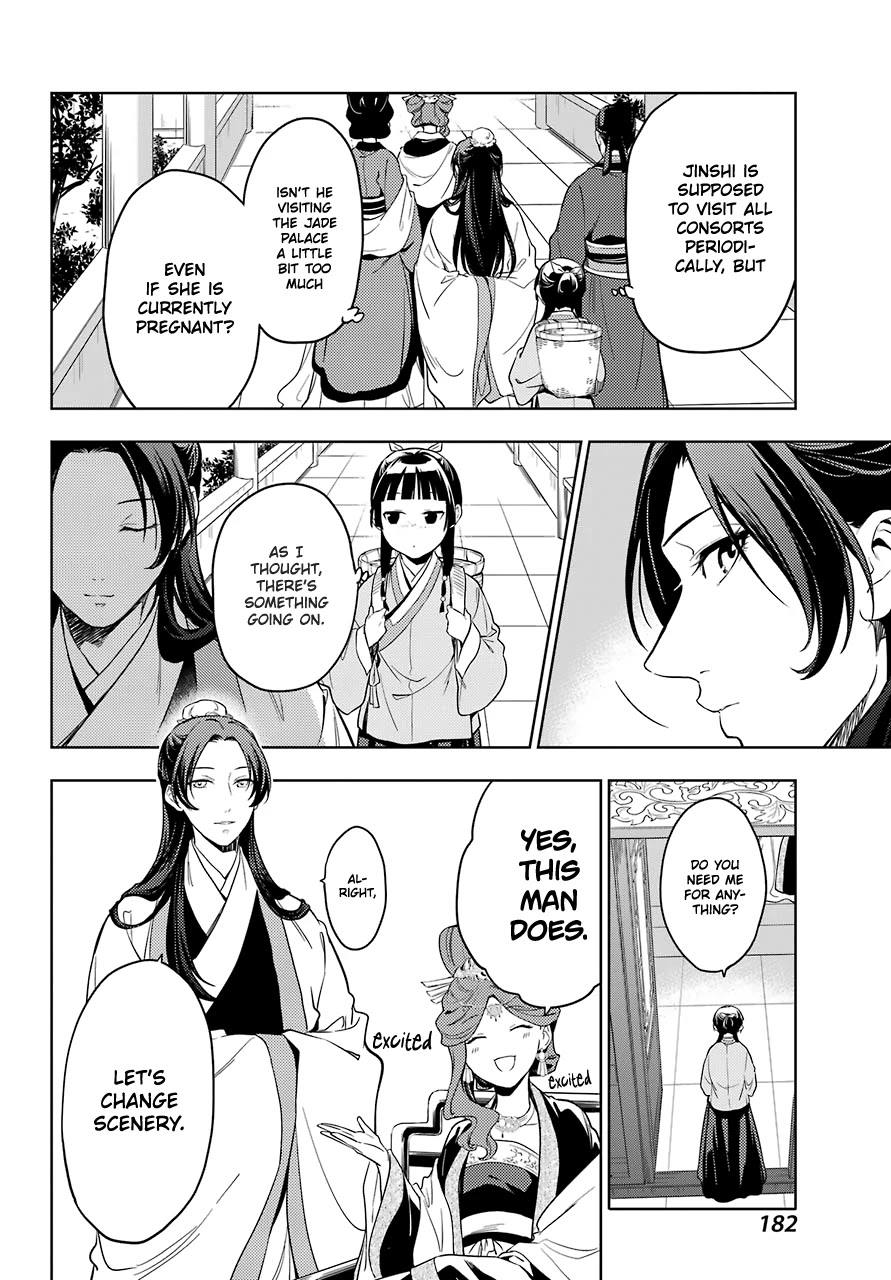 JINSHI IS
SUPPOSED
TO VISIT ALL
CONSORTS
PERIODI-
CALLY, BUT
ISN'T HE
VISITING
THE JADE
PALACE
A LITTLE
BIT TOO
MUCH
EVEN
IF SHE IS
CURRENTLY
PREGNANT?
AS I
THOUGHT,
THERE'S
SOMETHING
GOING ON.
DO YOU
NEED ME
FOR ANY-
THING?
YES,
THIS
MAN
DOES.
excited
excited
AL-
RIGHT,
LET'S
CHANGE
SCENERY.
182